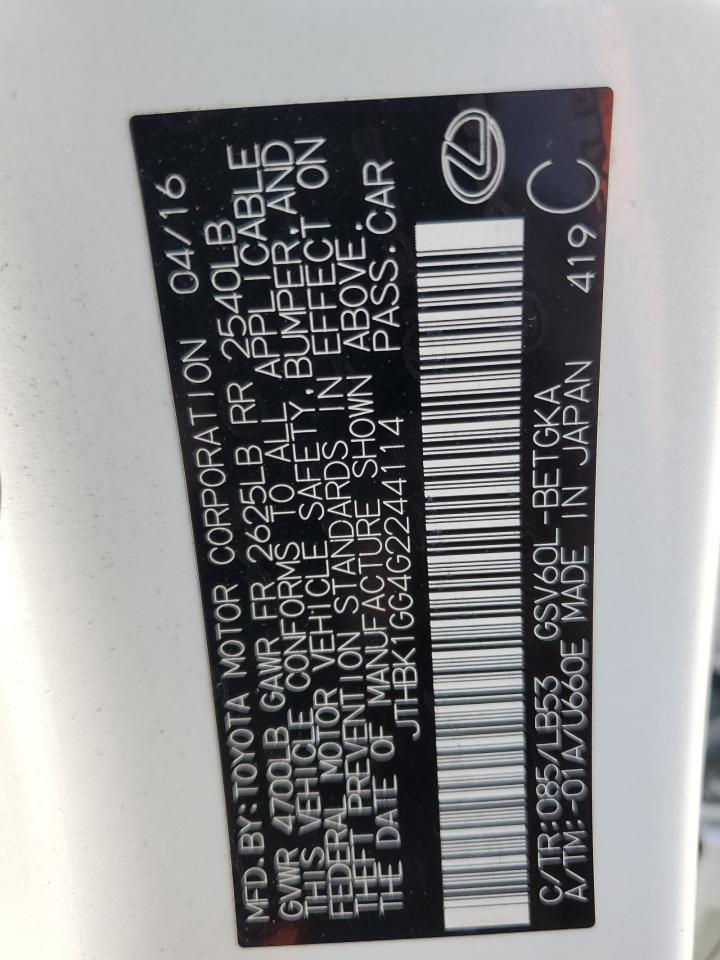 MFD.BY:TOYOTA MOTOR CORPORATION 04/16
GVWR 4700LB GAWR FR 2625LB RR 2540LB
THIS VEHICLE CONFORMS TO ALL APPLICABLE
FEDERAL MOTOR VEHICLE SAFETY,BUMPER,AND
THEFT PREVENTION STANDARDS IN EFFECT ON
THE DATE OF MANUFACTURE SHOWN ABOVE.
JTHBK1GG4G2244114 PASS.CAR
C/TR:085/LB53 GSV60L-BETGKA
A/TM:-01A/U660E MADE IN JAPAN 419 C